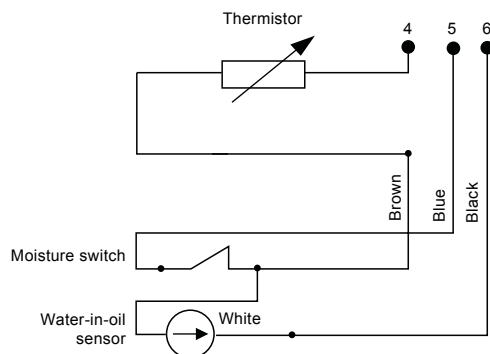 Thermistor
4
5
6
Brown
Blue
Black
Moisture switch
White
Water-in-oil
sensor